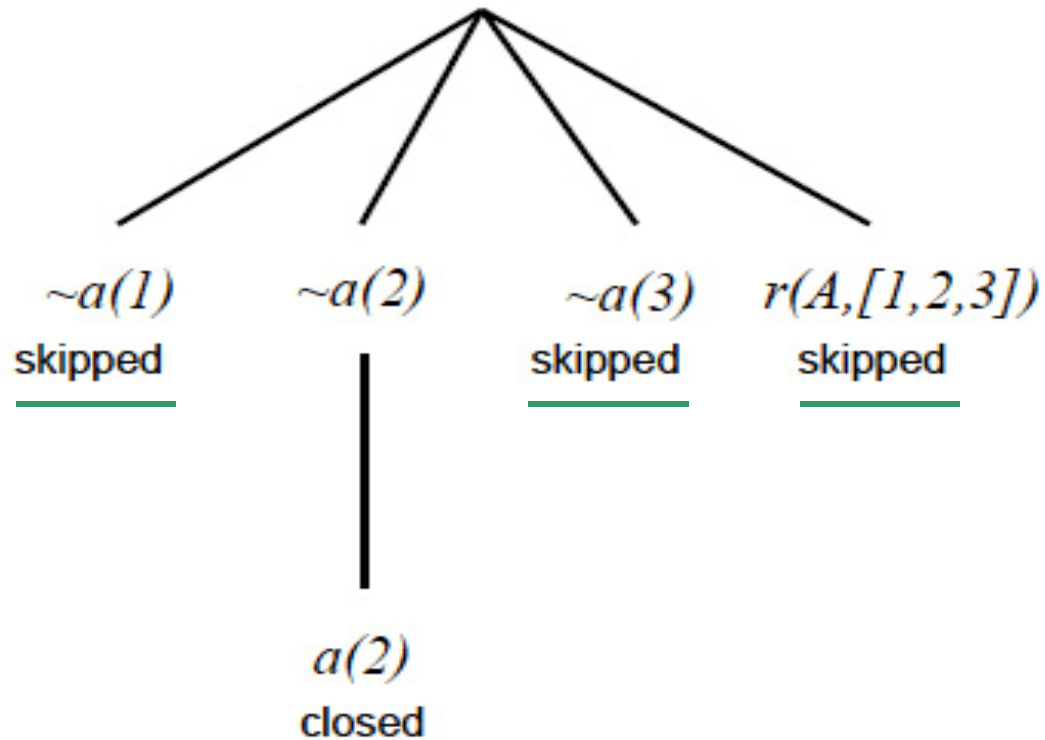 ~a(1) ~a(2) ~a(3) r(A,[1,2,3])
skipped skipped skipped
a(2)
closed